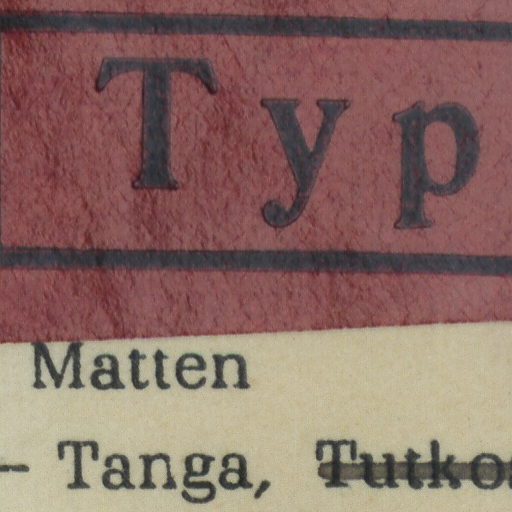 Typ
Matten
– Tanga,